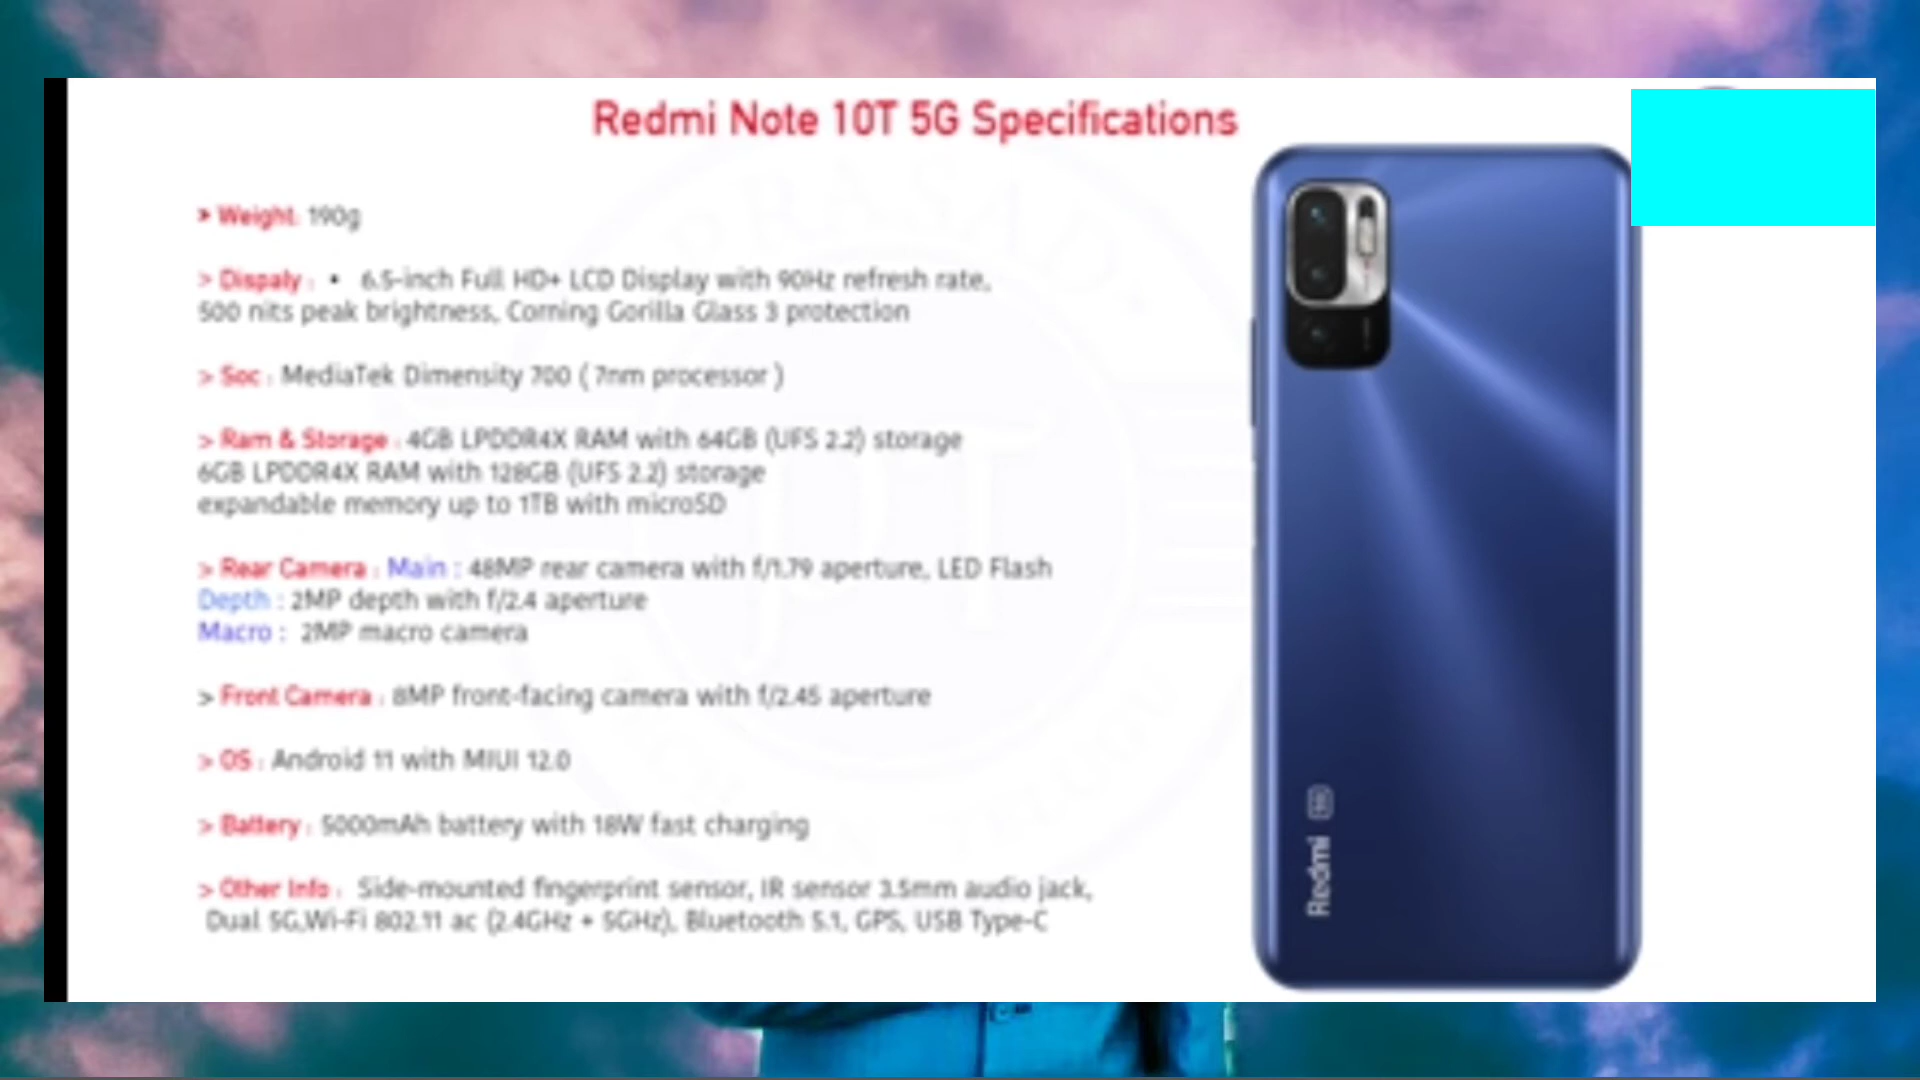 Redmi Note 10T 5G Specifications
> Weight: 190g
> Dispaly : • 6.5-inch Full HD+ LCD Display with 90Hz refresh rate,
500 nits peak brightness, Corning Gorilla Glass 3 protection
> Soc : MediaTek Dimensity 700 ( 7nm processor )
> Ram & Storage : 4GB LPDDR4X RAM with 64GB (UFS 2.2) storage
6GB LPDDR4X RAM with 128GB (UFS 2.2) storage
expandable memory up to 1TB with microSD
> Rear Camera : Main : 48MP rear camera with f/1.79 aperture, LED Flash
Depth : 2MP depth with f/2.4 aperture
Macro : 2MP macro camera
> Front Camera : 8MP front-facing camera with f/2.45 aperture
> OS : Android 11 with MIUI 12.0
> Battery : 5000mAh battery with 18W fast charging
> Other Info : Side-mounted fingerprint sensor, IR sensor 3.5mm audio jack,
Dual 5G,Wi-Fi 802.11 ac (2.4GHz + 5GHz), Bluetooth 5.1, GPS, USB Type-C
Redmi 5G